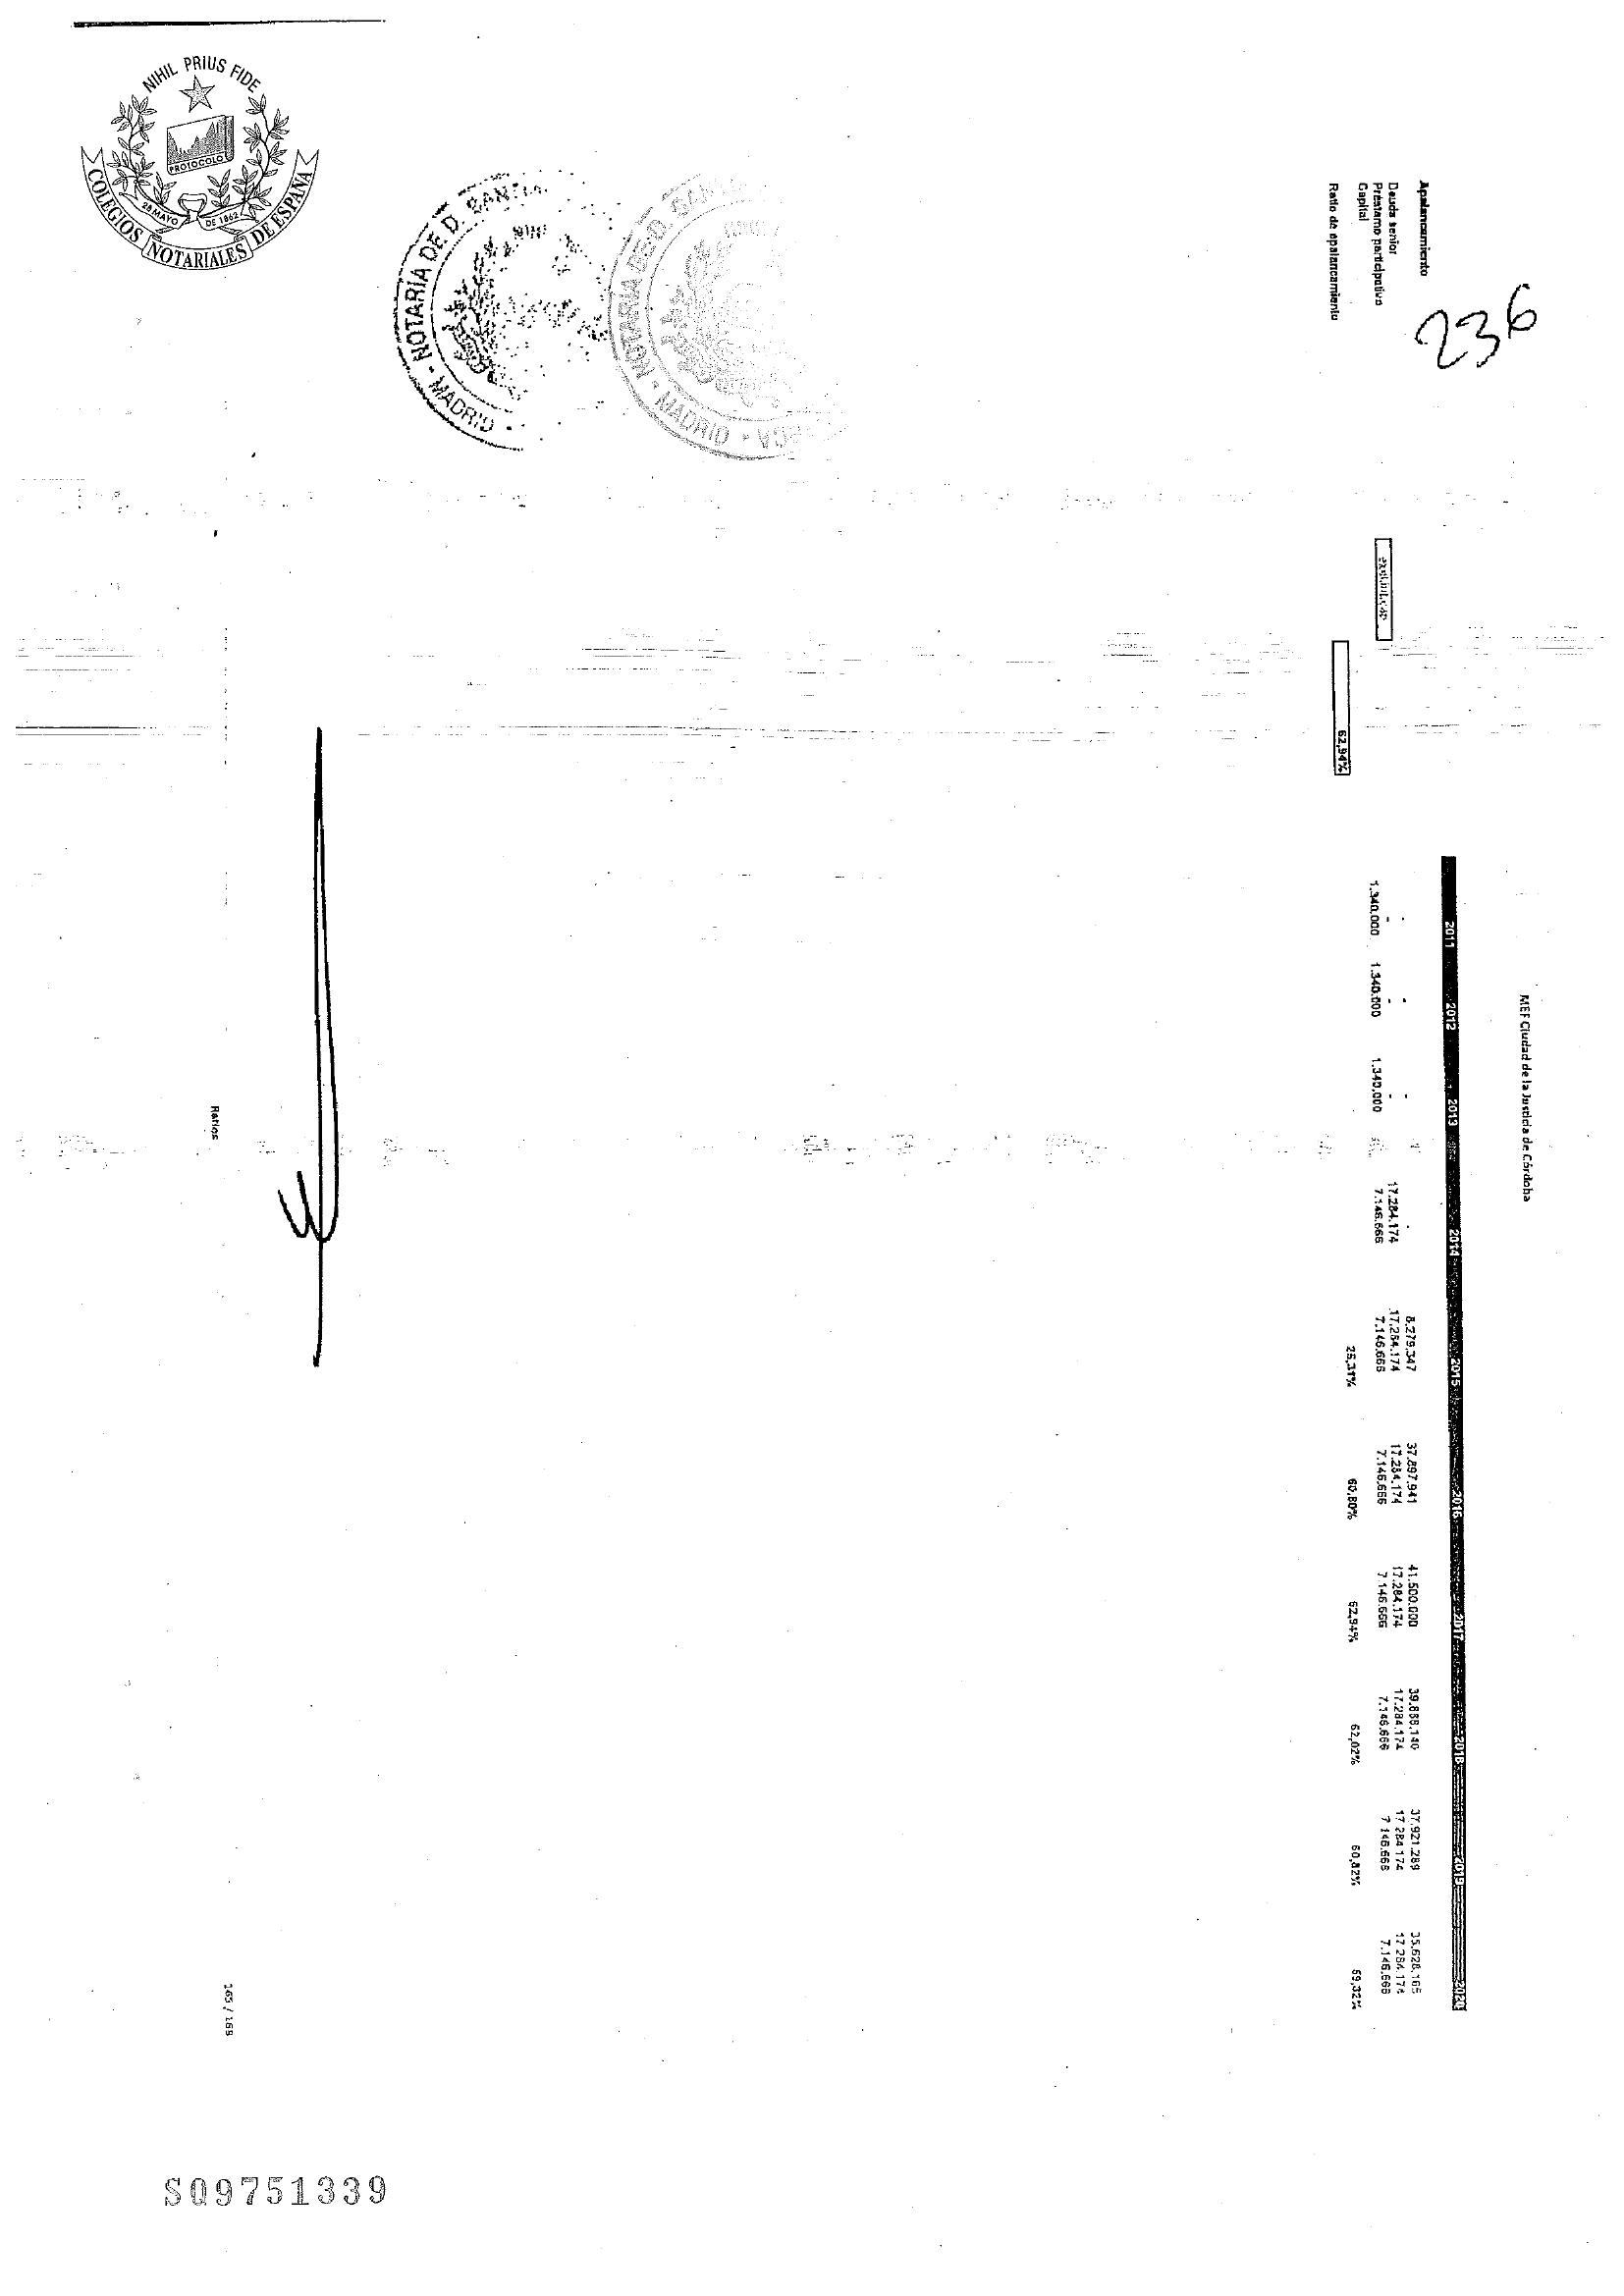 NIHIL PRIUS FIDE
PROTOCOLO
28 MAYO DE 1862
COLEGIOS NOTARIALES DE ESPAÑA
NOTARIA DE D.
MADRID
NOTARIA DE D.
MADRID
236
MEF Ciudad de la Justicia de Córdoba
2011 2012 2013 2014 2015 2016 2017 2018 2019 2020
Apalancamiento
Deuda senior - - - - 8.279.347 37.897.941 41.500.000 39.888.140 37.921.289 35.628.165
Préstamo participativo - - - 17.284.174 17.284.174 17.284.174 17.284.174 17.284.174 17 284 174 17 284.174
Capital 1.340.000 1.340.000 1.340.000 7.146.666 7.146.666 7.146.666 7.146.666 7.146.666 7 146.666 7.146.666
Ratio de apalancamiento 62,94% 25,31% 60,80% 62,94% 62,02% 60,82% 59,32%
Ratios
165 / 168
SQ9751339